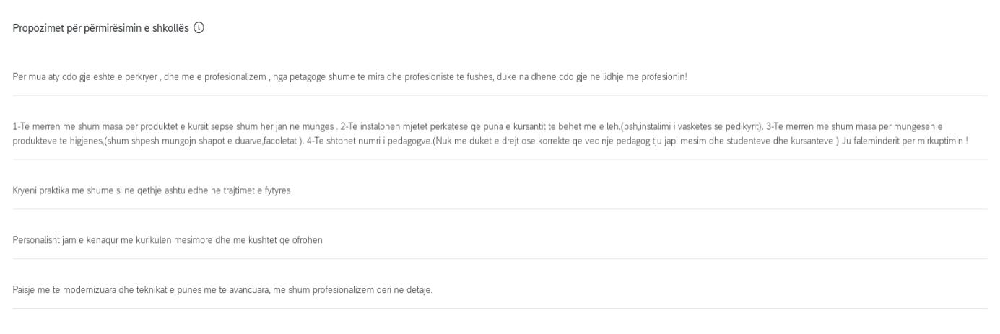 Propozimet për përmirësimin e shkollës
Per mua aty cdo gje eshte e perkryer , dhe me e profesionalizem , nga petagoge shume te mira dhe profesioniste te fushes, duke na dhene cdo gje ne lidhje me profesionin!
1-Te merren me shum masa per produktet e kursit sepse shum her jan ne munges . 2-Te instalohen mjetet perkatese qe puna e kursantit te behet me e leh.(psh,instalimi i vasketes se pedikyrit). 3-Te merren me shum masa per mungesen e
produkteve te higjenes,(shum shpesh mungojn shapot e duarve,facoletat ). 4-Te shtohet numri i pedagogve.(Nuk me duket e drejt ose korrekte qe vec nje pedagog tju japi mesim dhe studenteve dhe kursanteve ) Ju faleminderit per mirkuptimin !
Kryeni praktika me shume si ne qethje ashtu edhe ne trajtimet e fytyres
Personalisht jam e kenaqur me kurikulen mesimore dhe me kushtet qe ofrohen
Paisje me te modernizuara dhe teknikat e punes me te avancuara, me shum profesionalizem deri ne detaje.